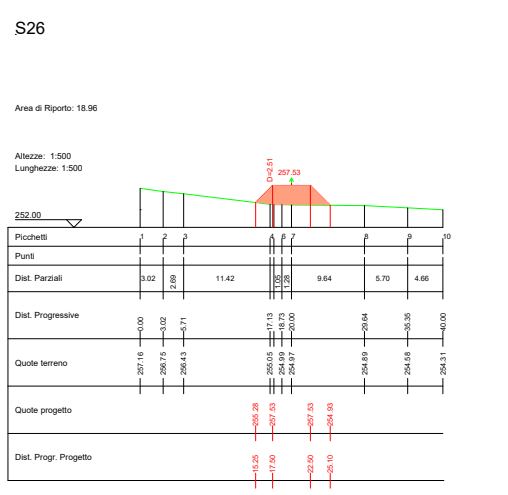 S26
Area di Riporto: 18.96
Altezze: 1:500
Lunghezze: 1:500
D=2.51
257.53
252.00
Picchetti 1 2 3 4 6 7 8 9 10
Punti
Dist. Parziali 3.02 2.69 11.42 1.05 1.28 9.64 5.70 4.66
Dist. Progressive 0.00 3.02 5.71 17.13 18.73 20.00 29.64 35.35 40.00
Quote terreno 257.16 256.75 256.43 255.05 254.99 254.97 254.89 254.58 254.31
Quote progetto 255.28 257.53 257.53 254.93
Dist. Progr. Progetto 15.25 17.50 22.50 25.10